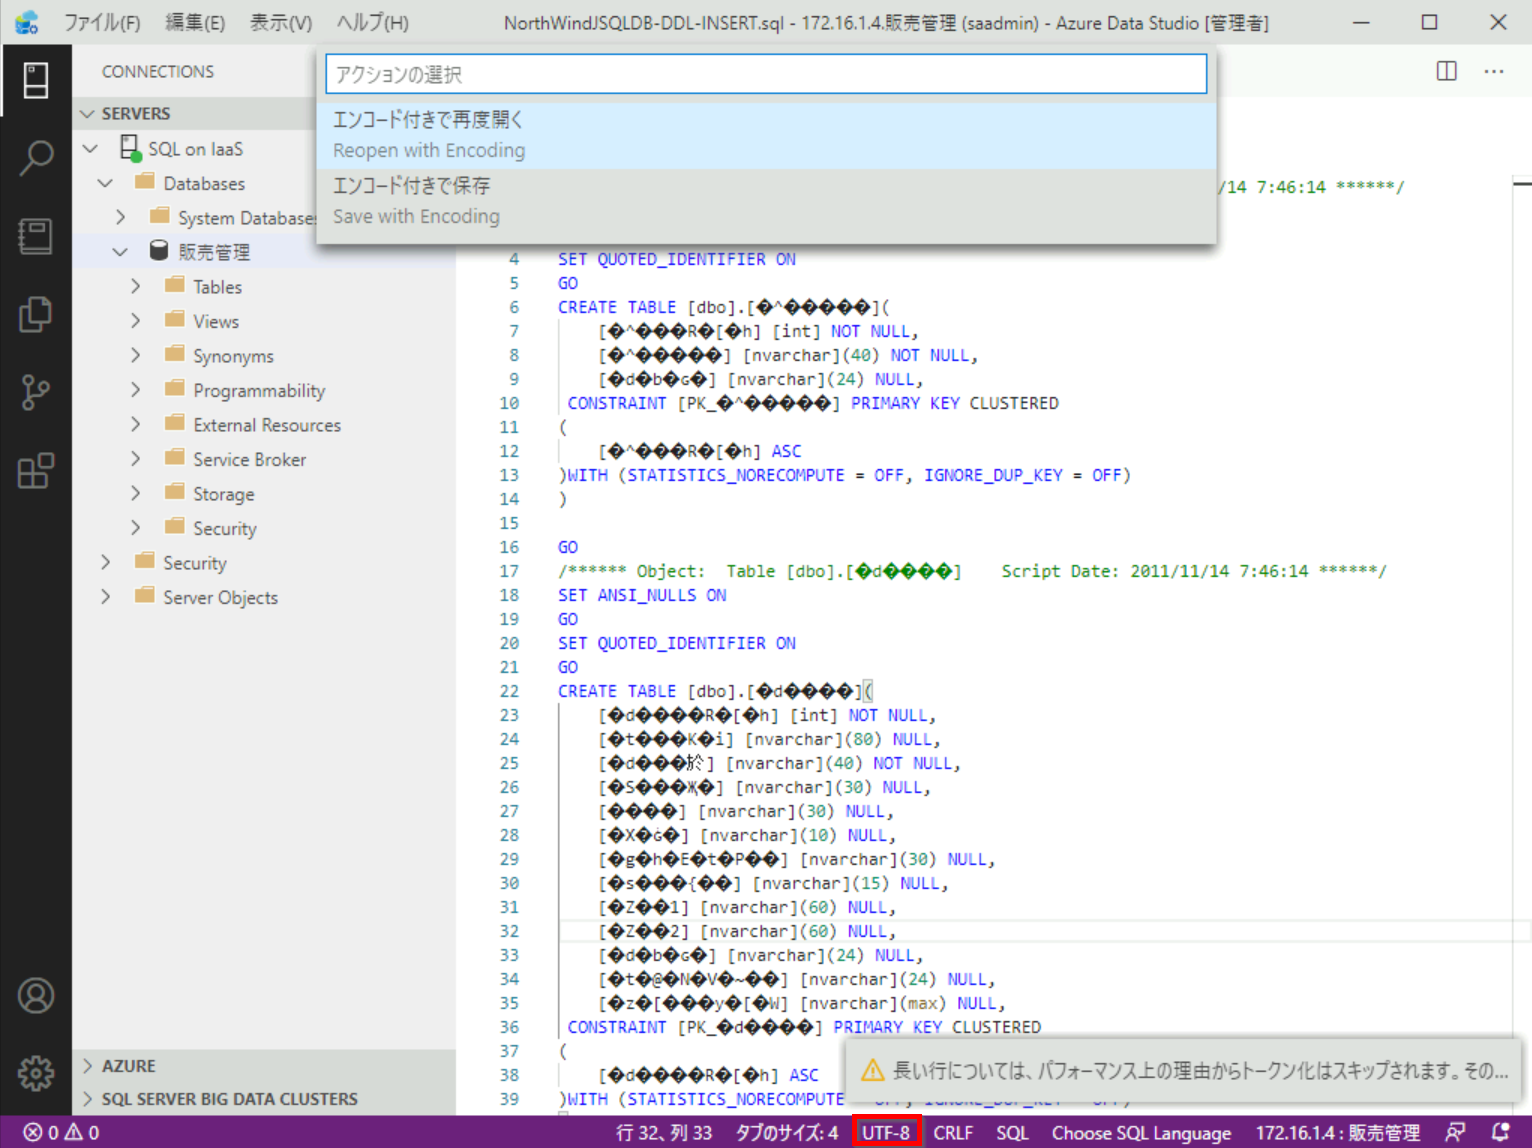 ファイル(F) 編集(E) 表示(V) ヘルプ(H) NorthWindJSQLDB-DDL-INSERT.sql - 172.16.1.4.販売管理 (saadmin) - Azure Data Studio [管理者]
CONNECTIONS
アクションの選択
エンコード付きで再度開く
Reopen with Encoding
エンコード付きで保存
Save with Encoding
SERVERS
SQL on IaaS
Databases
System Databases
販売管理
Tables
Views
Synonyms
Programmability
External Resources
Service Broker
Storage
Security
Security
Server Objects
AZURE
SQL SERVER BIG DATA CLUSTERS
/14 7:46:14 ******/
4 SET QUOTED_IDENTIFIER ON
5 GO
6 CREATE TABLE [dbo].[�^�����](
7 [�^���R�[�h] [int] NOT NULL,
8 [�^�����] [nvarchar](40) NOT NULL,
9 [�d�b�ԍ�] [nvarchar](24) NULL,
10 CONSTRAINT [PK_�^�����] PRIMARY KEY CLUSTERED
11 (
12 [�^���R�[�h] ASC
13 )WITH (STATISTICS_NORECOMPUTE = OFF, IGNORE_DUP_KEY = OFF)
14 )
15
16 GO
17 /****** Object: Table [dbo].[�d����] Script Date: 2011/11/14 7:46:14 ******/
18 SET ANSI_NULLS ON
19 GO
20 SET QUOTED_IDENTIFIER ON
21 GO
22 CREATE TABLE [dbo].[�d����](
23 [�d����R�[�h] [int] NOT NULL,
24 [�t���K�i] [nvarchar](80) NULL,
25 [�d���於] [nvarchar](40) NOT NULL,
26 [�S���Җ�] [nvarchar](30) NULL,
27 [����] [nvarchar](30) NULL,
28 [�X�֔ԍ�] [nvarchar](10) NULL,
29 [�g�h�E�t�P��] [nvarchar](30) NULL,
30 [�s���{��] [nvarchar](15) NULL,
31 [�Z��1] [nvarchar](60) NULL,
32 [�Z��2] [nvarchar](60) NULL,
33 [�d�b�ԍ�] [nvarchar](24) NULL,
34 [�t�@�N�V�~��] [nvarchar](24) NULL,
35 [�z�[���y�[�W] [nvarchar](max) NULL,
36 CONSTRAINT [PK_�d����] PRIMARY KEY CLUSTERED
37 (
38 [�d����R�[�h] ASC
39 )WITH (STATISTICS_NORECOMPUTE = OFF, IGNORE_DUP_KEY = OFF)
長い行については、パフォーマンス上の理由からトークン化はスキップされます。その...
0 0 行 32、列 33 タブのサイズ: 4 UTF-8 CRLF SQL Choose SQL Language 172.16.1.4 : 販売管理